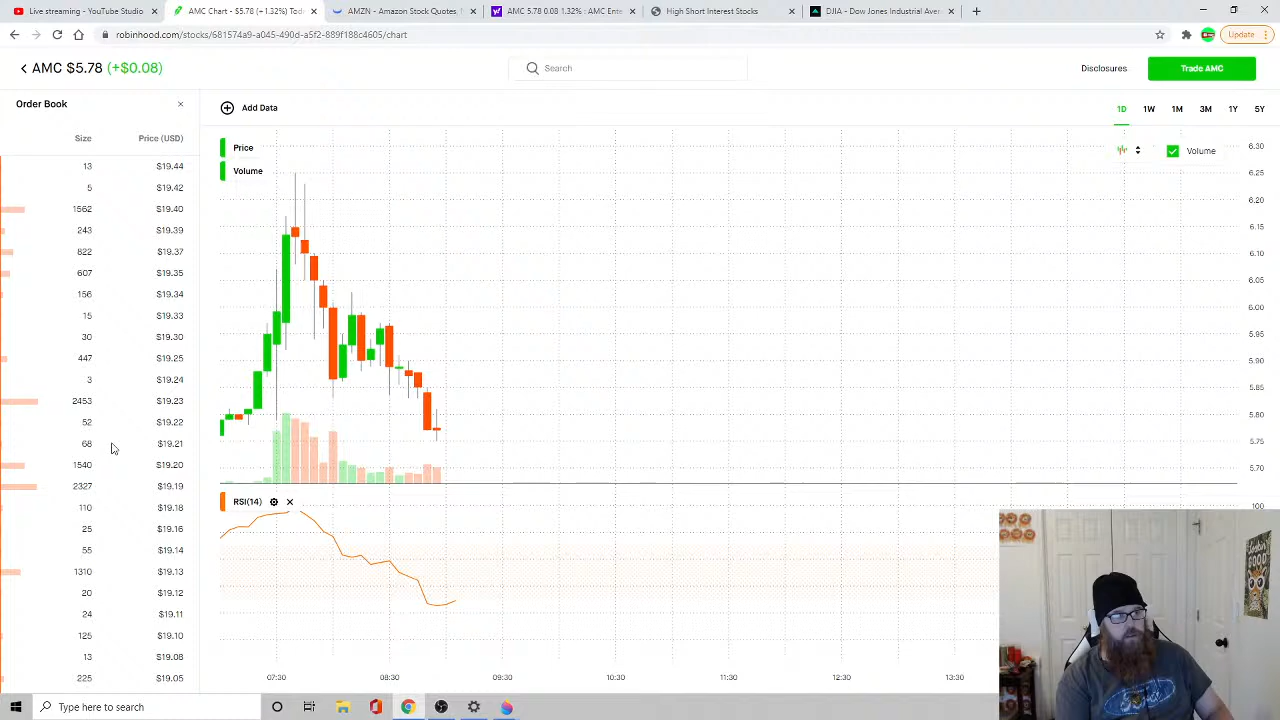 Live streaming - YouTube Studio
AMC Chart - $5.78 (+1.32%) Tod
AMZN - Amazon Stock Quotes
AMC 5.78 0.08 1.32% : AMC Ente
High Short Interest Stocks
DJIA - Dow Jones Industrial Aver
robinhood.com/stocks/681574a9-a045-490d-a5f2-889f188c4605/chart
Update
AMC $5.78 (+$0.08)
Search
Disclosures
Trade AMC
Order Book
Add Data
1D 1W 1M 3M 1Y 5Y
Size Price (USD)
Price
Volume
Volume
13 $19.44
5 $19.42
1562 $19.40
243 $19.39
822 $19.37
607 $19.35
156 $19.34
15 $19.33
30 $19.30
447 $19.25
3 $19.24
2453 $19.23
52 $19.22
68 $19.21
1540 $19.20
2327 $19.19
110 $19.18
25 $19.16
55 $19.14
1310 $19.13
20 $19.12
24 $19.11
125 $19.10
13 $19.08
225 $19.05
6.30
6.25
6.20
6.15
6.10
6.05
6.00
5.95
5.90
5.85
5.80
5.75
5.70
RSI(14)
100
07:30 08:30 09:30 10:30 11:30 12:30 13:30
Type here to search